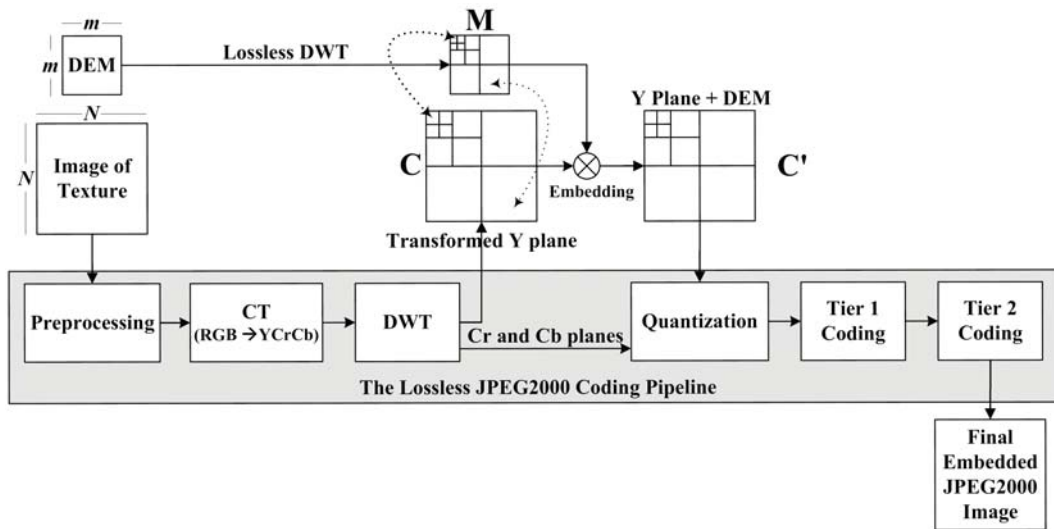 m
M
m
DEM
Lossless DWT
N
Y Plane + DEM
N
Image of
Texture
C
Embedding
C'
Transformed Y plane
Preprocessing
CT
(RGB →YCrCb)
DWT
Cr and Cb planes
Quantization
Tier 1
Coding
Tier 2
Coding
The Lossless JPEG2000 Coding Pipeline
Final
Embedded
JPEG2000
Image